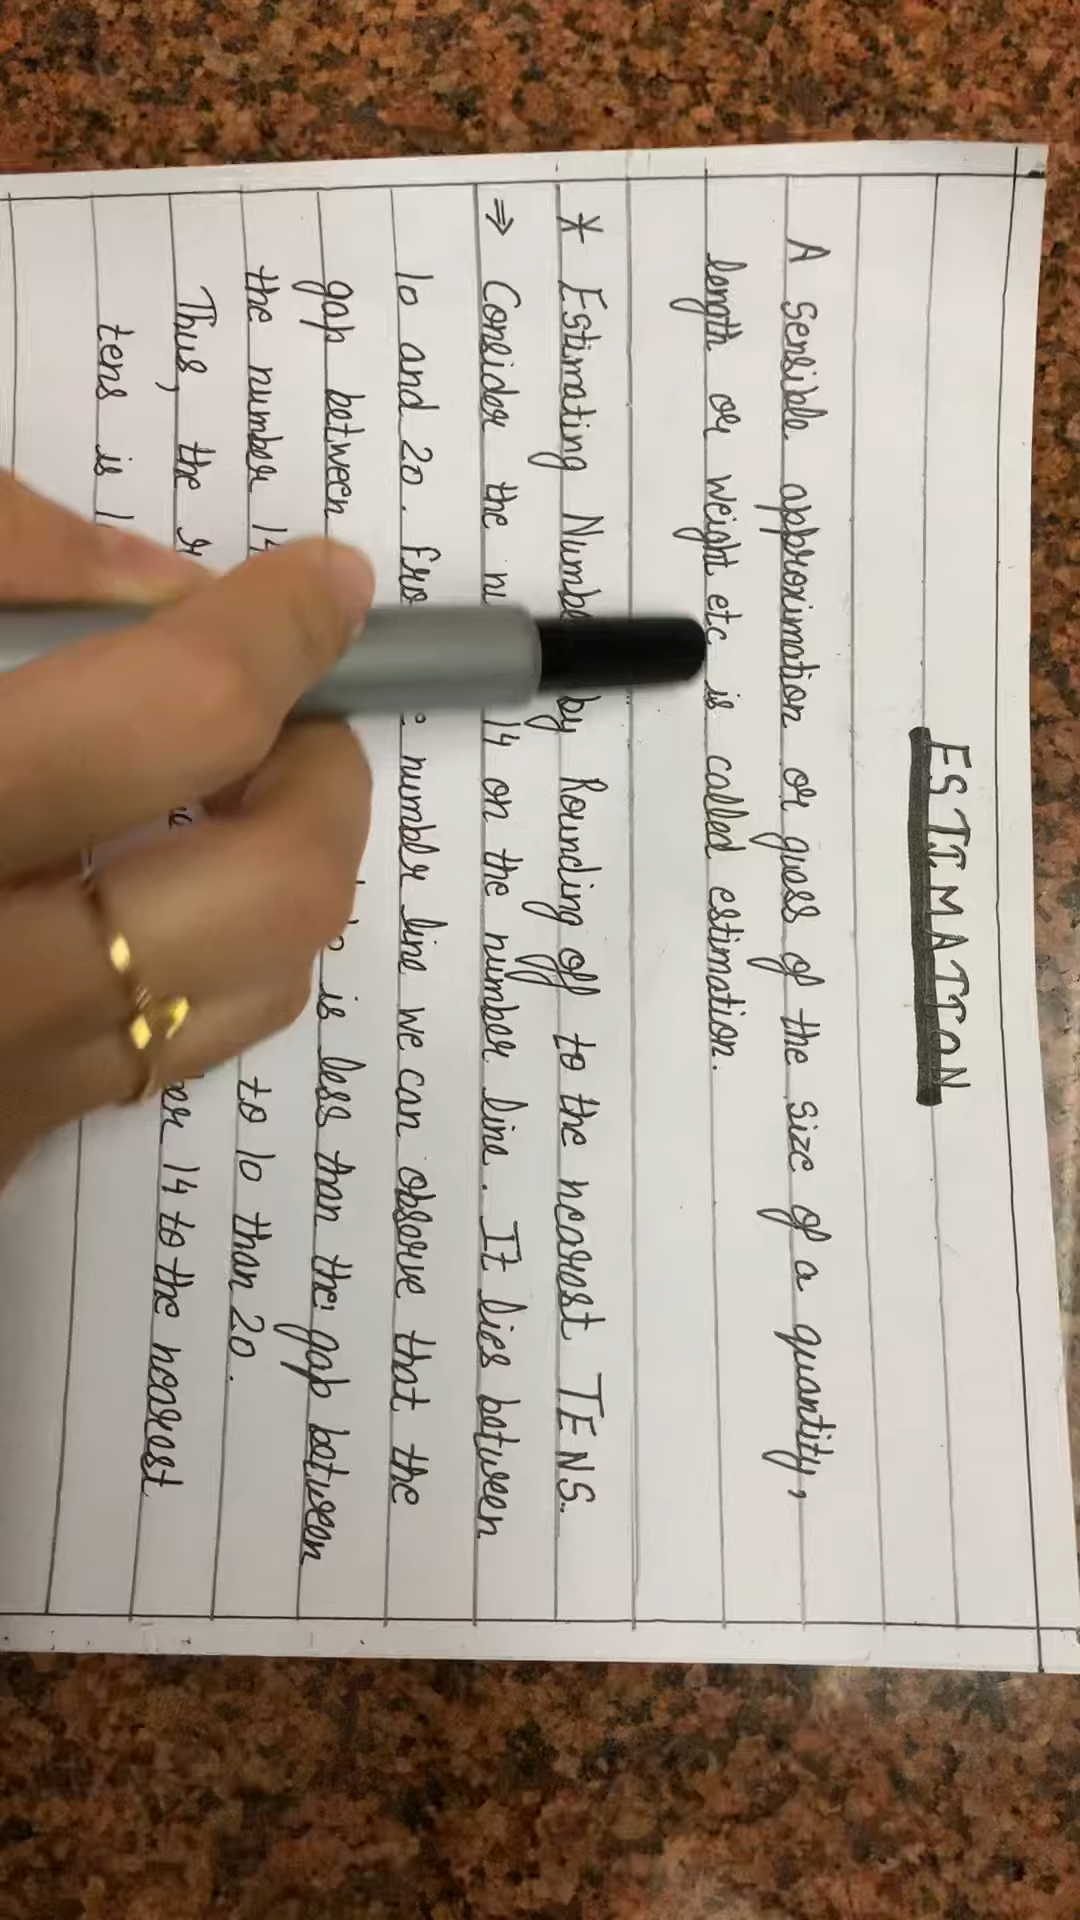 ESTIMATION
A sensible approximation or guess of the size of a quantity,
length or weight etc is called estimation.
* Estimating Numbe by Rounding off to the nearest TENS.
⇒ Consider the 14 on the number line. It lies between
10 and 20. number line we can observe that the
gap between is less than the gap between
the number 14 to 10 than 20.
Thus, the 14 to the nearest
tens is